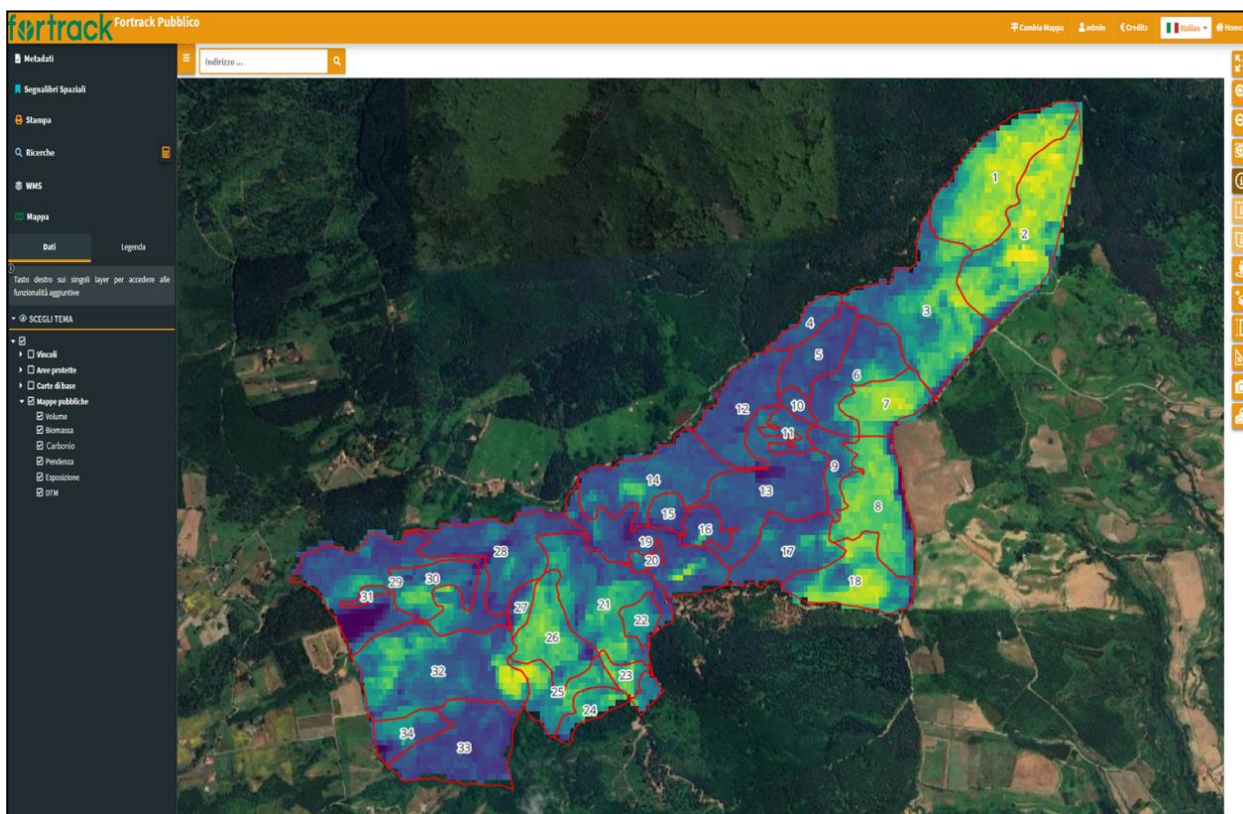 fortrack Fortrack Pubblico
Cambia Mappa admin Credits Italian Home
Metadati
Indirizzo ...
Segnalibri Spaziali
Stampa
Ricerche
WMS
Mappa
Dati Legenda
Tasto destro sui singoli layer per accedere alle
funzionalità aggiuntive
SCEGLI TEMA
Vincoli
Aree protette
Carte di base
Mappe pubbliche
Volume
Biomassa
Carbonio
Pendenza
Esposizione
DTM
1
2
3
4
5
6
7
8
9
10
11
12
13
14
15
16
17
18
19
20
21
22
23
24
25
26
27
28
29
30
31
32
33
34